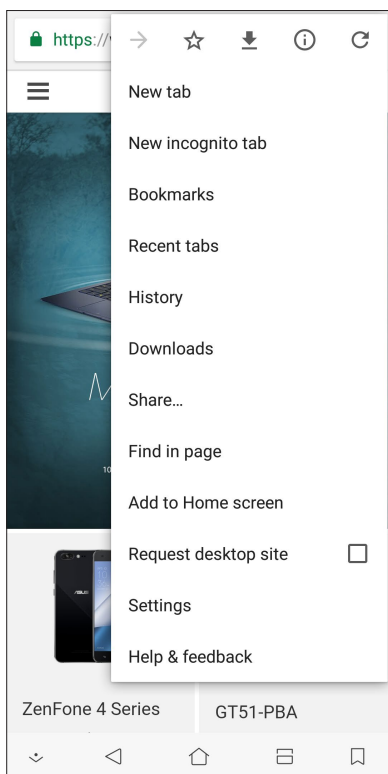 https://
New tab
New incognito tab
Bookmarks
Recent tabs
History
Downloads
Share...
Find in page
Add to Home screen
Request desktop site
Settings
Help & feedback
ASUS
ZenFone 4 Series
GT51-PBA